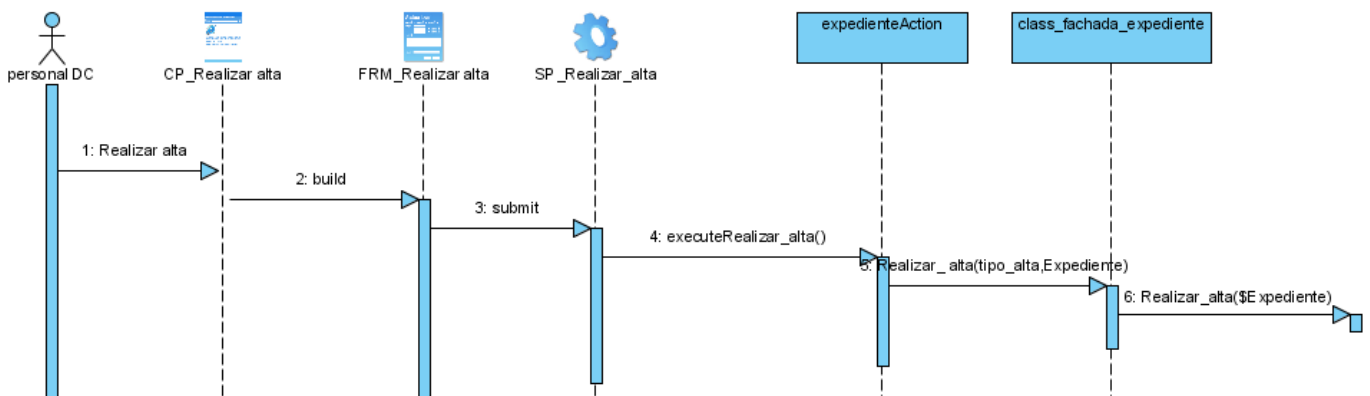 expedienteAction
class_fachada_expediente
personal DC
CP_Realizar alta
FRM_Realizar alta
SP_Realizar_alta
1: Realizar alta
2: build
3: submit
4: executeRealizar_alta()
5: Realizar_ alta(tipo_alta,Expediente)
6: Realizar_alta($Expediente)